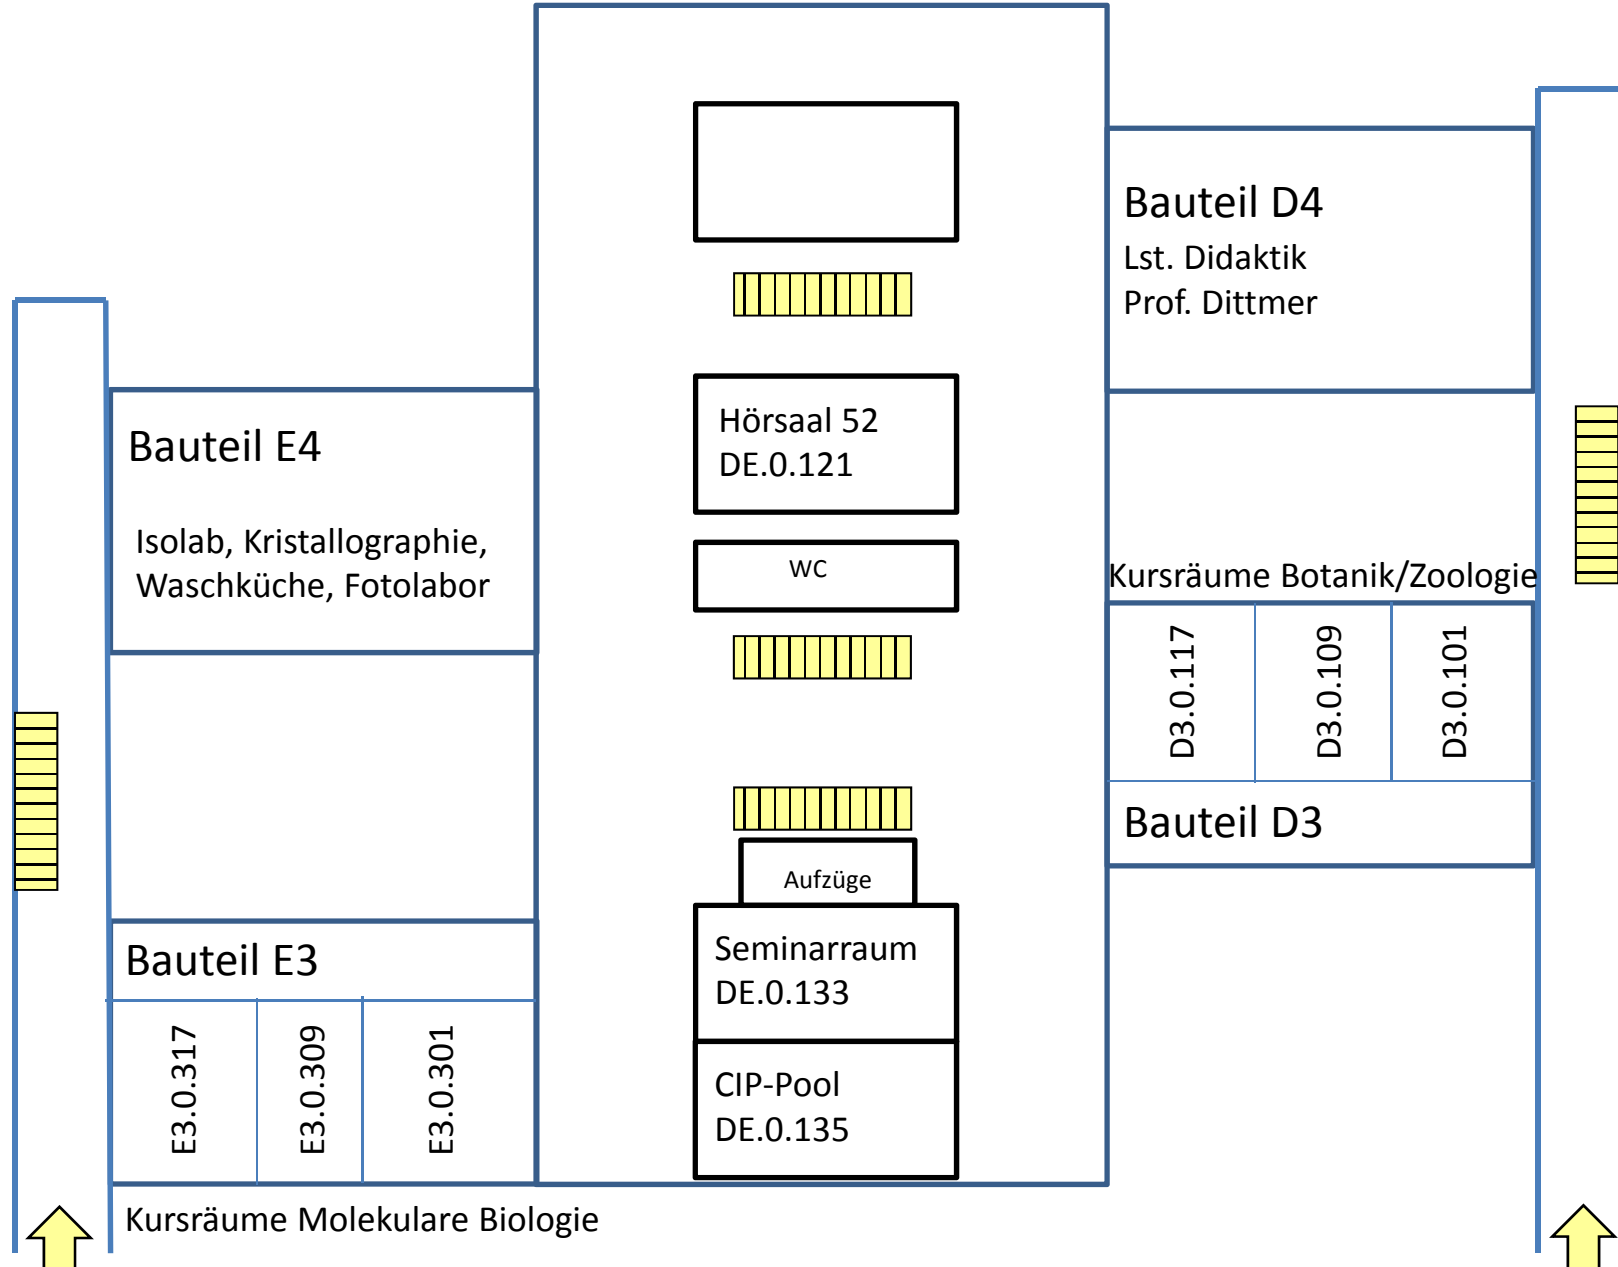 Bauteil D4
Lst. Didaktik
Prof. Dittmer
Bauteil E4
Isolab, Kristallographie,
Waschküche, Fotolabor
Hörsaal 52
DE.0.121
WC
Kursräume Botanik/Zoologie
D3.0.117
D3.0.109
D3.0.101
Bauteil D3
Aufzüge
Seminarraum
DE.0.133
CIP-Pool
DE.0.135
Bauteil E3
E3.0.317
E3.0.309
E3.0.301
Kursräume Molekulare Biologie